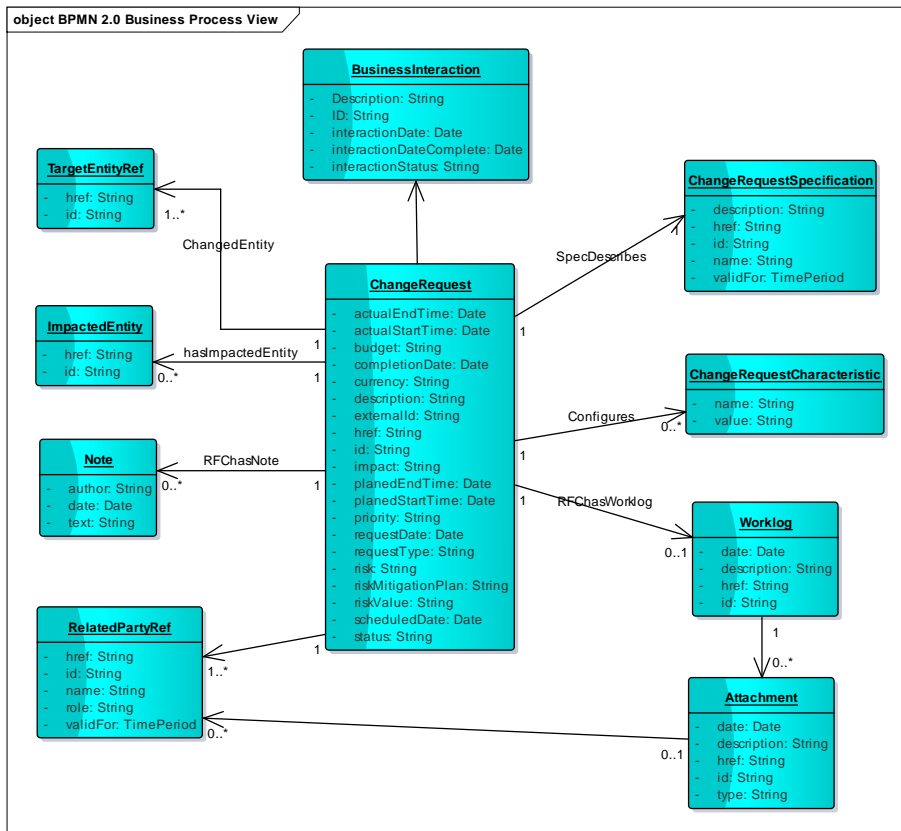 object BPMN 2.0 Business Process View
BusinessInteraction
- Description: String
- ID: String
- interactionDate: Date
- interactionDateComplete: Date
- interactionStatus: String
TargetEntityRef
- href: String
- id: String
1..*
ChangedEntity
1
ChangeRequestSpecification
- description: String
- href: String
- id: String
- name: String
- validFor: TimePeriod
1
SpecDescribes
1
ChangeRequest
- actualEndTime: Date
- actualStartTime: Date
- budget: String
- completionDate: Date
- currency: String
- description: String
- externalId: String
- href: String
- id: String
- impact: String
- planedEndTime: Date
- planedStartTime: Date
- priority: String
- requestDate: Date
- requestType: String
- risk: String
- riskMitigationPlan: String
- riskValue: String
- scheduledDate: Date
- status: String
ImpactedEntity
- href: String
- id: String
hasImpactedEntity
0..*
1
ChangeRequestCharacteristic
- name: String
- value: String
Configures
0..*
1
Note
- author: String
- date: Date
- text: String
RFChasNote
0..*
1
RFChasWorklog
1
0..1
Worklog
- date: Date
- description: String
- href: String
- id: String
1
0..*
RelatedPartyRef
- href: String
- id: String
- name: String
- role: String
- validFor: TimePeriod
1
1..*
0..*
0..1
Attachment
- date: Date
- description: String
- href: String
- id: String
- type: String